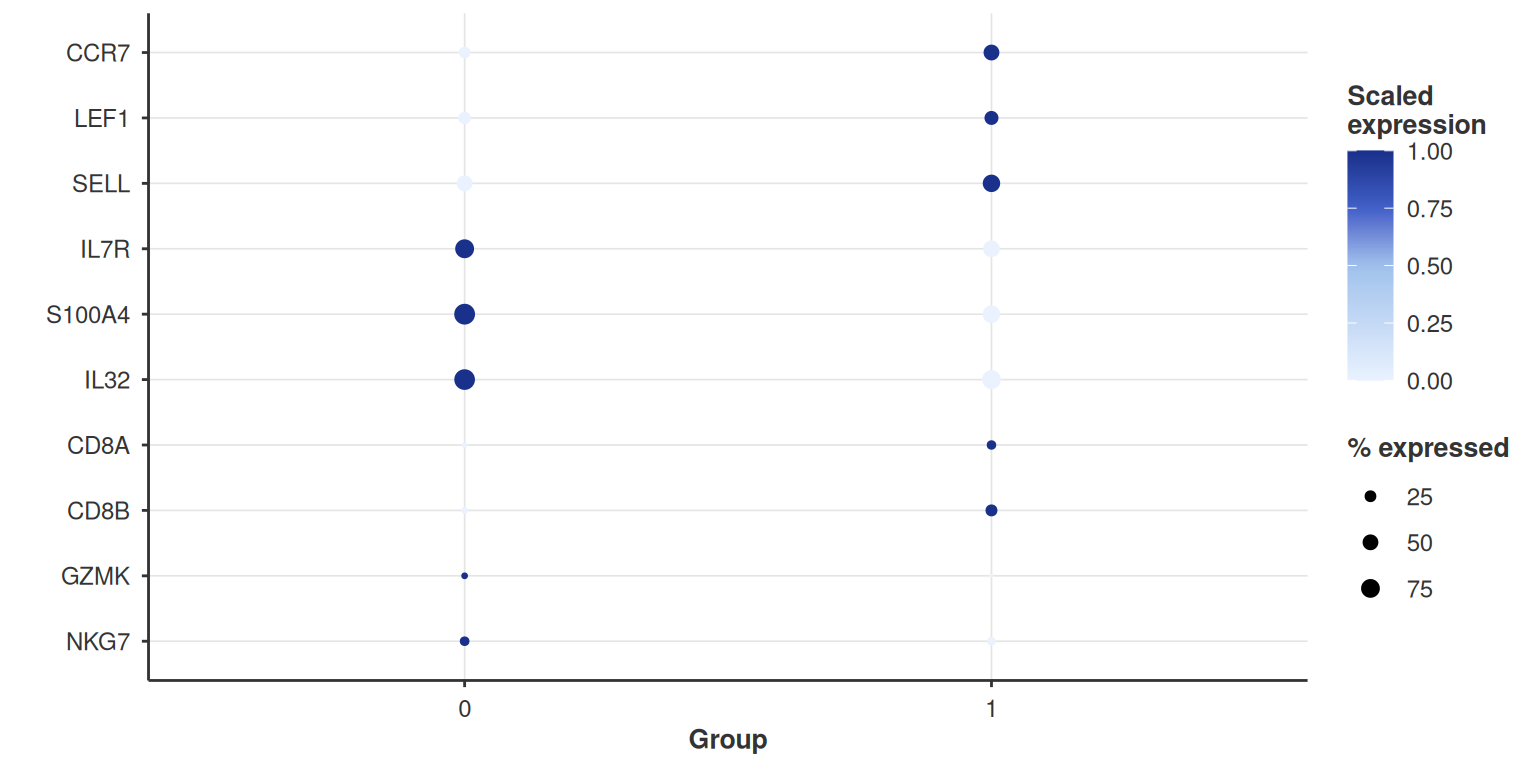 CCR7
LEF1
SELL
IL7R
S100A4
IL32
CD8A
CD8B
GZMK
NKG7
0
1
Group
Scaled
expression
1.00
0.75
0.50
0.25
0.00
% expressed
25
50
75